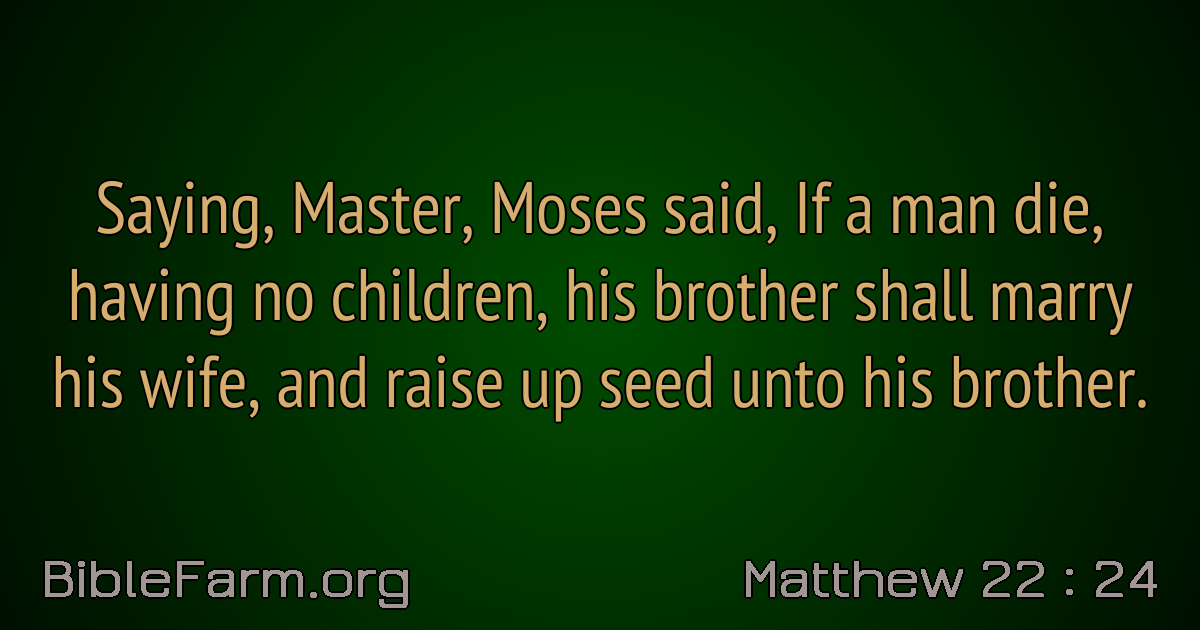 Saying, Master, Moses said, If a man die,
having no children, his brother shall marry
his wife, and raise up seed unto his brother.
BibleFarm.org
Matthew 22 : 24